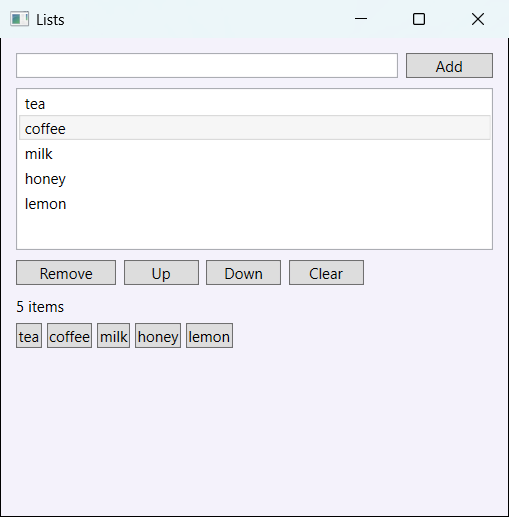 Lists
Add
tea
coffee
milk
honey
lemon
Remove Up Down Clear
5 items
tea coffee milk honey lemon